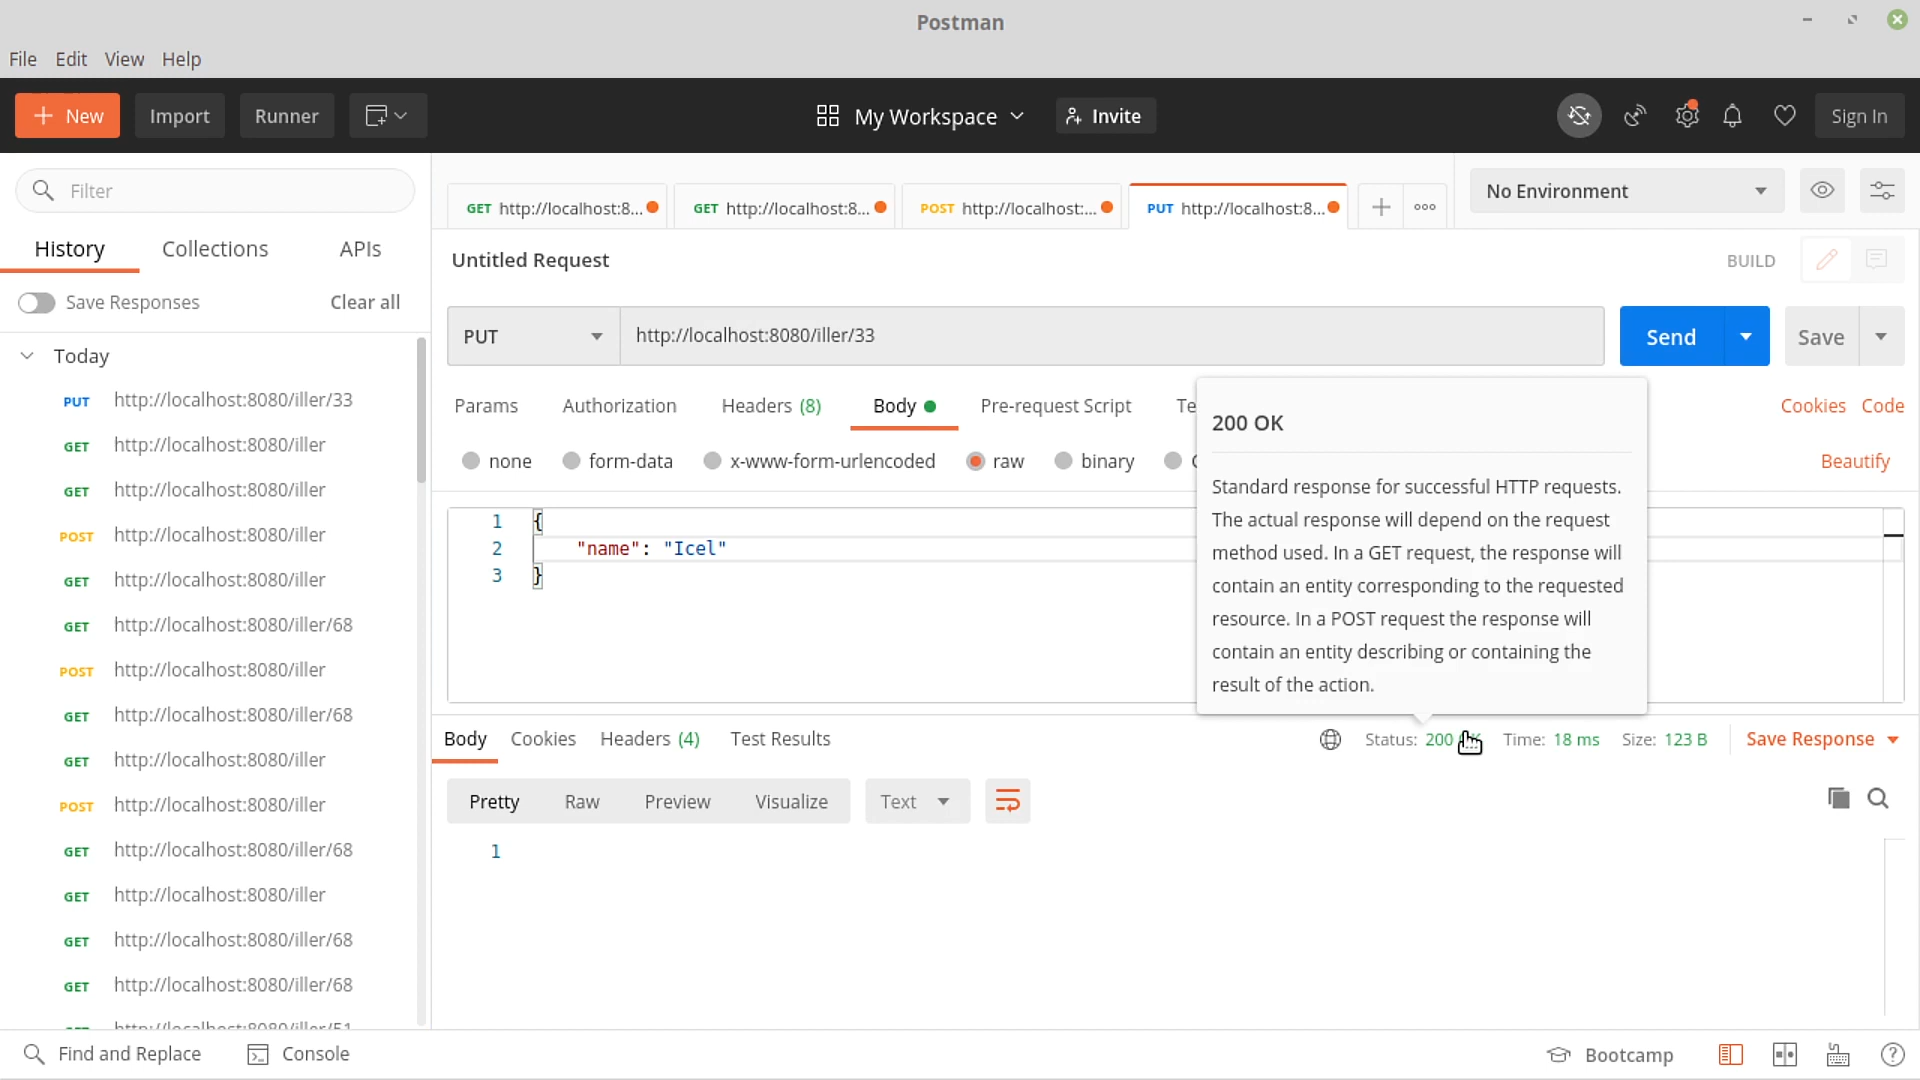 Postman
File Edit View Help
New Import Runner My Workspace Invite Sign In
Filter
History Collections APIs
Save Responses Clear all
Today
PUT http://localhost:8080/iller/33
GET http://localhost:8080/iller
GET http://localhost:8080/iller
POST http://localhost:8080/iller
GET http://localhost:8080/iller
GET http://localhost:8080/iller/68
POST http://localhost:8080/iller
GET http://localhost:8080/iller/68
GET http://localhost:8080/iller
POST http://localhost:8080/iller
GET http://localhost:8080/iller/68
GET http://localhost:8080/iller
GET http://localhost:8080/iller/68
GET http://localhost:8080/iller/68
GET http://localhost:8080/iller/51
GET http://localhost:8... GET http://localhost:8... POST http://localhost:... PUT http://localhost:8... No Environment
Untitled Request BUILD
PUT http://localhost:8080/iller/33 Send Save
Params Authorization Headers (8) Body Pre-request Script Te Cookies Code
none form-data x-www-form-urlencoded raw binary Beautify
1 {
2 "name": "Icel"
3 }
200 OK
Standard response for successful HTTP requests.
The actual response will depend on the request
method used. In a GET request, the response will
contain an entity corresponding to the requested
resource. In a POST request the response will
contain an entity describing or containing the
result of the action.
Body Cookies Headers (4) Test Results Status: 200 Time: 18 ms Size: 123 B Save Response
Pretty Raw Preview Visualize Text
1
Find and Replace Console Bootcamp